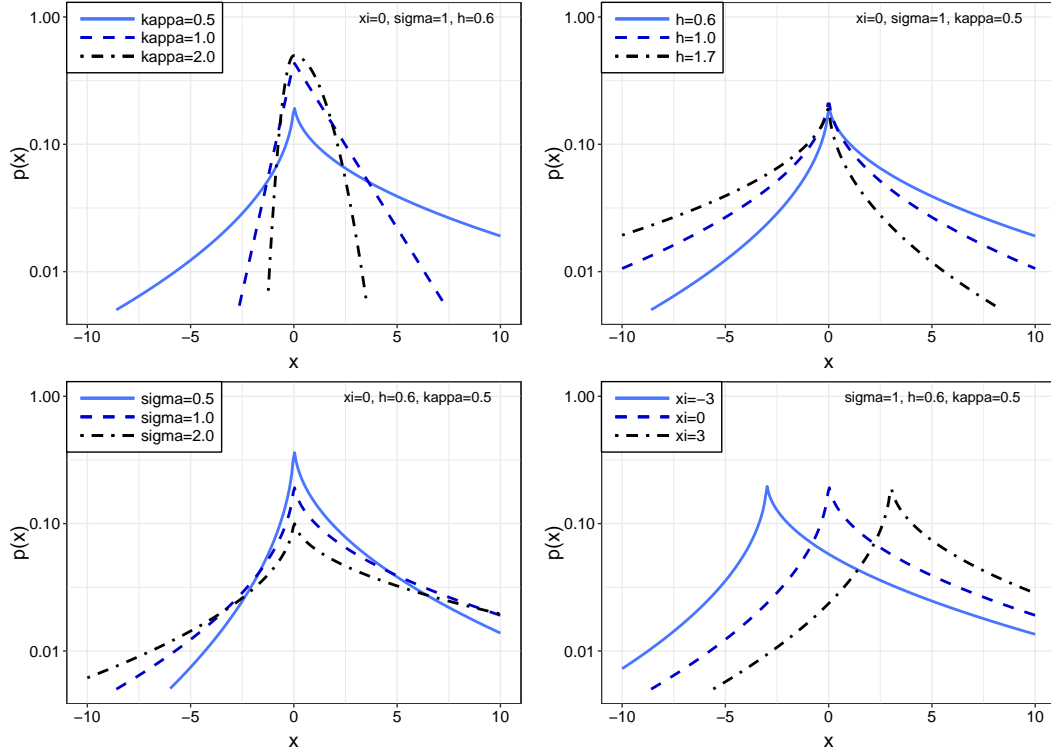 kappa=0.5
kappa=1.0
kappa=2.0
xi=0, sigma=1, h=0.6
1.00
0.10
0.01
p(x)
−10 −5 0 5 10
x
h=0.6
h=1.0
h=1.7
xi=0, sigma=1, kappa=0.5
1.00
0.10
0.01
p(x)
−10 −5 0 5 10
x
sigma=0.5
sigma=1.0
sigma=2.0
xi=0, h=0.6, kappa=0.5
1.00
0.10
0.01
p(x)
−10 −5 0 5 10
x
xi=−3
xi=0
xi=3
sigma=1, h=0.6, kappa=0.5
1.00
0.10
0.01
p(x)
−10 −5 0 5 10
x